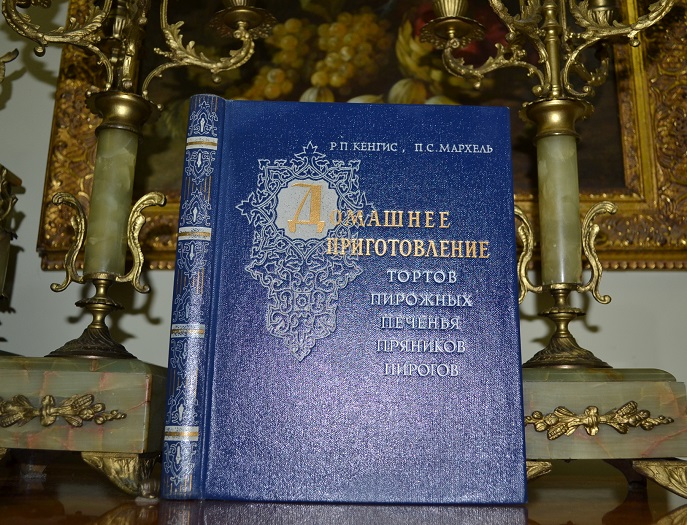 Р. П. КЕНГИС, П. С. МАРХЕЛЬ
ДОМАШНЕЕ
ПРИГОТОВЛЕНИЕ
ТОРТОВ
ПИРОЖНЫХ
ПЕЧЕНЬЯ
ПРЯНИКОВ
ПИРОГОВ